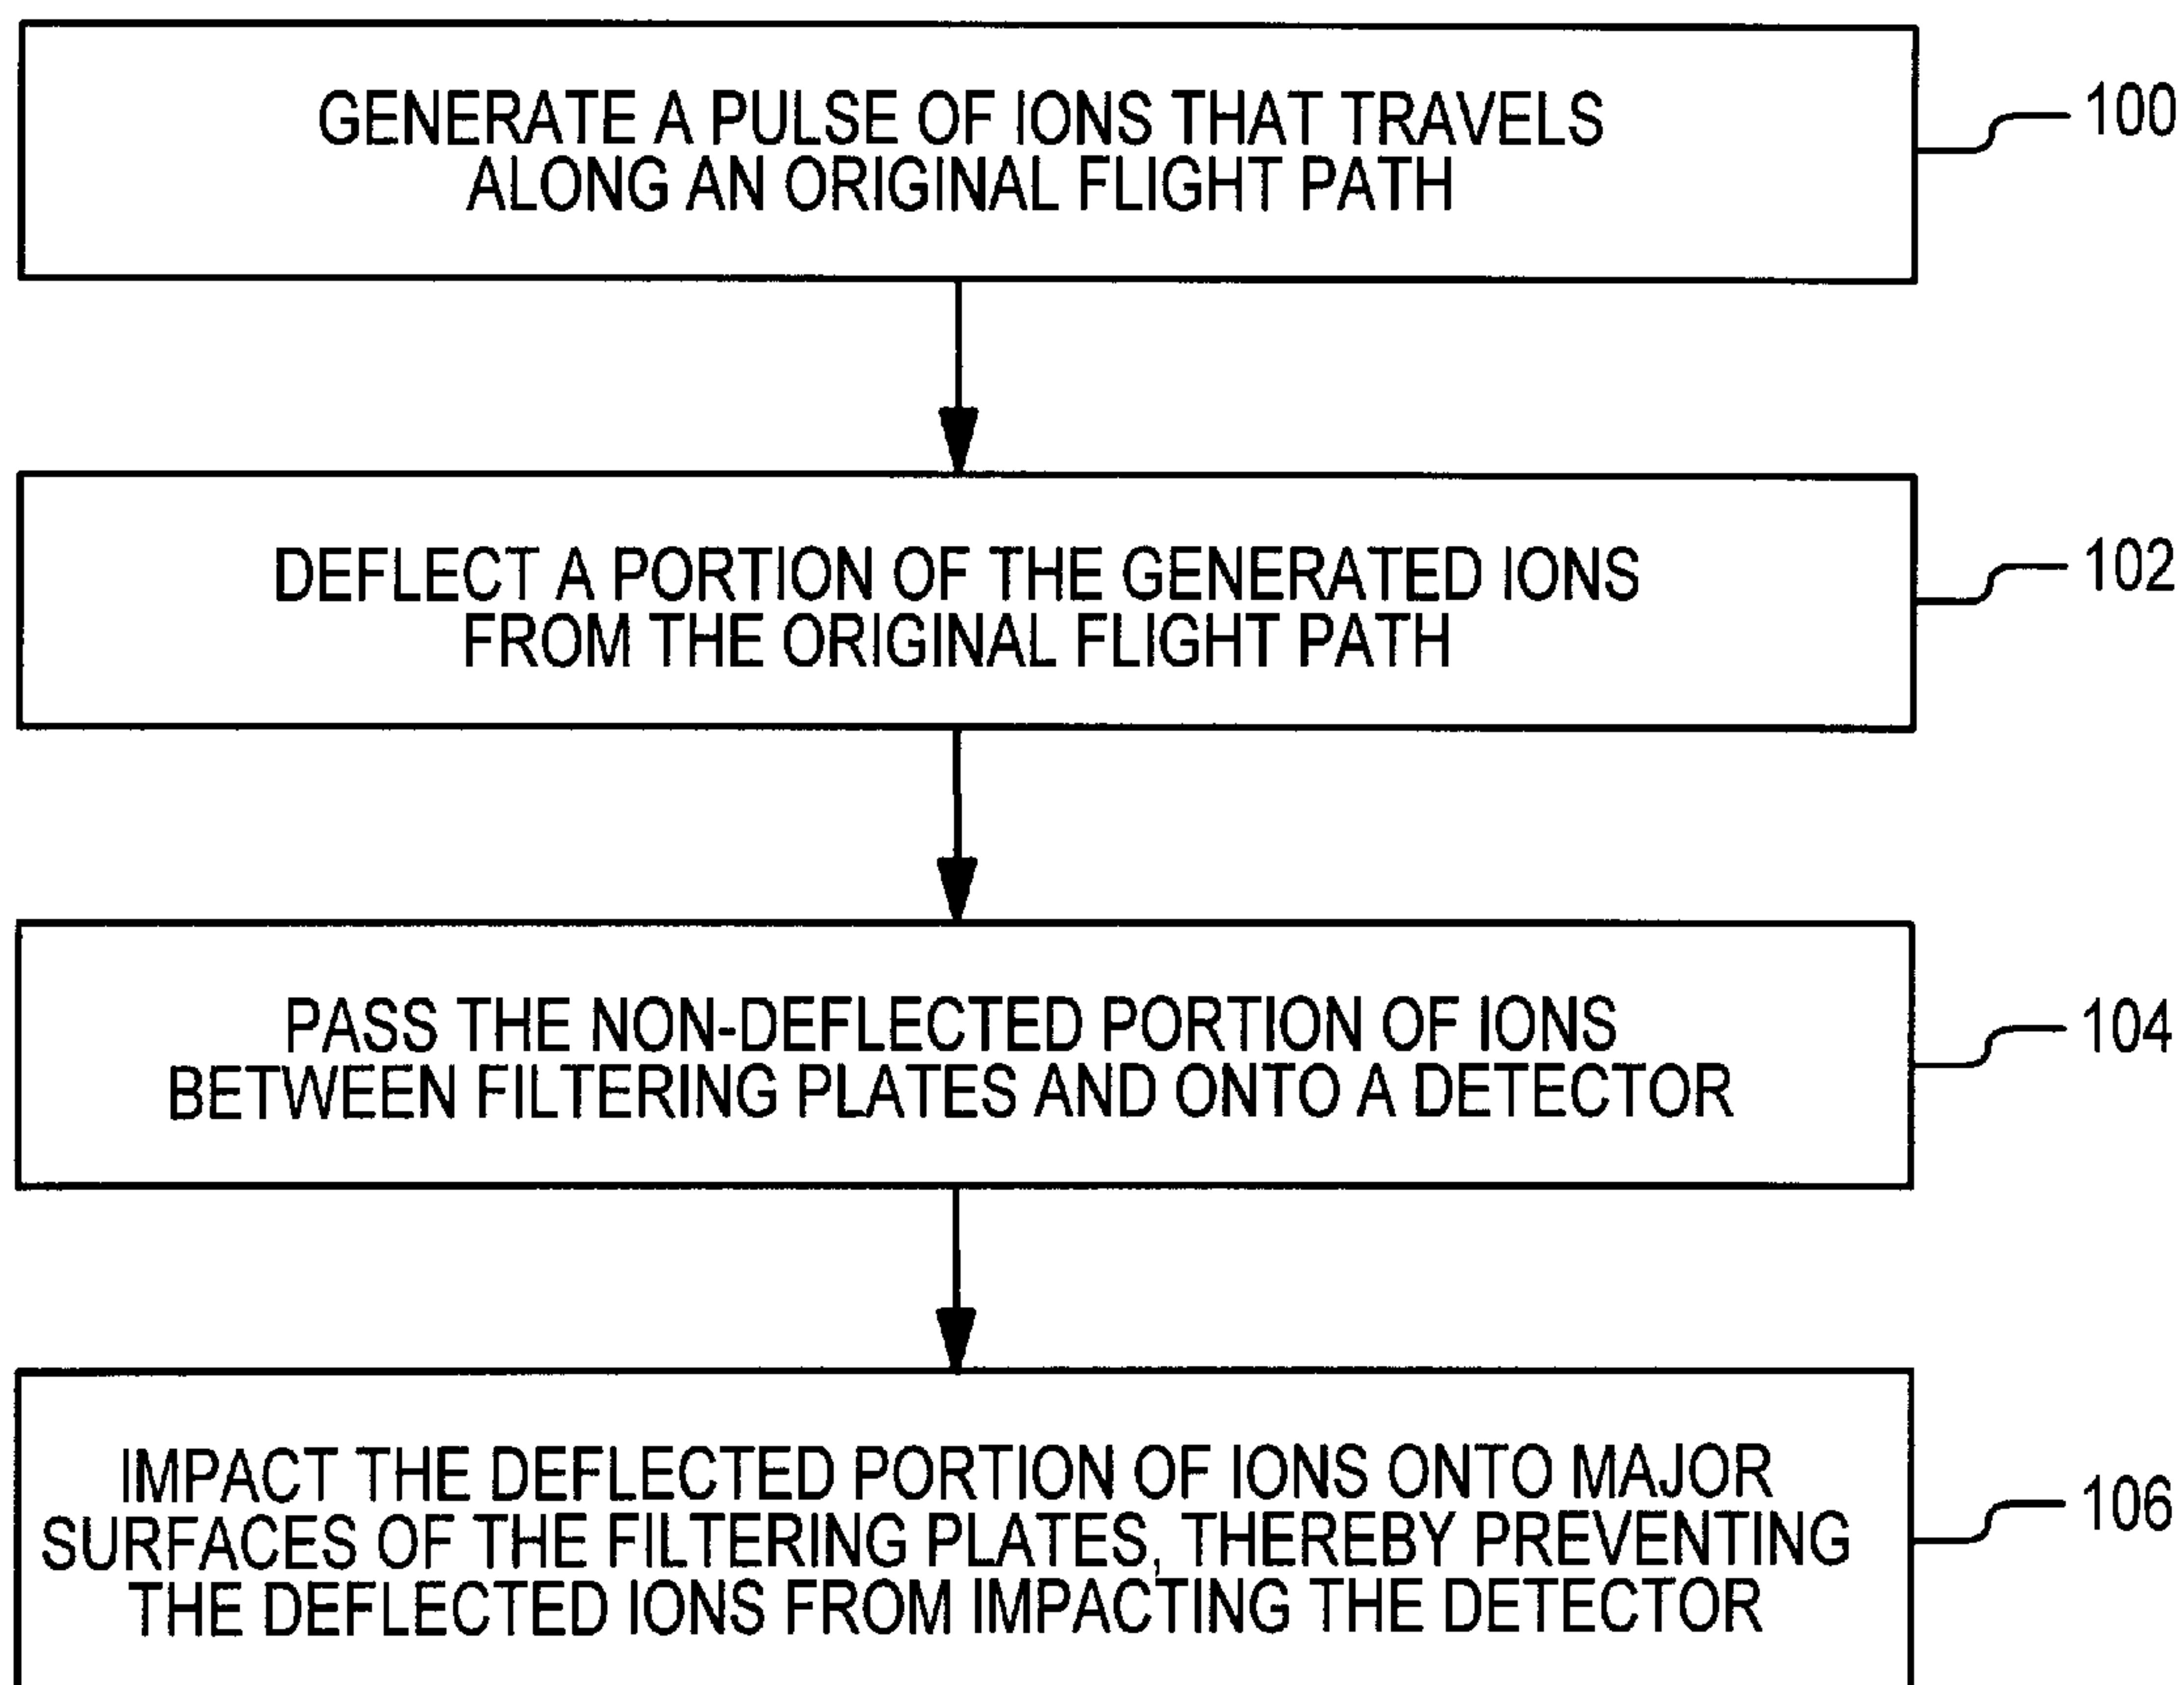 GENERATE A PULSE OF IONS THAT TRAVELS
ALONG AN ORIGINAL FLIGHT PATH
100
DEFLECT A PORTION OF THE GENERATED IONS
FROM THE ORIGINAL FLIGHT PATH
102
PASS THE NON-DEFLECTED PORTION OF IONS
BETWEEN FILTERING PLATES AND ONTO A DETECTOR
104
IMPACT THE DEFLECTED PORTION OF IONS ONTO MAJOR
SURFACES OF THE FILTERING PLATES, THEREBY PREVENTING
THE DEFLECTED IONS FROM IMPACTING THE DETECTOR
106